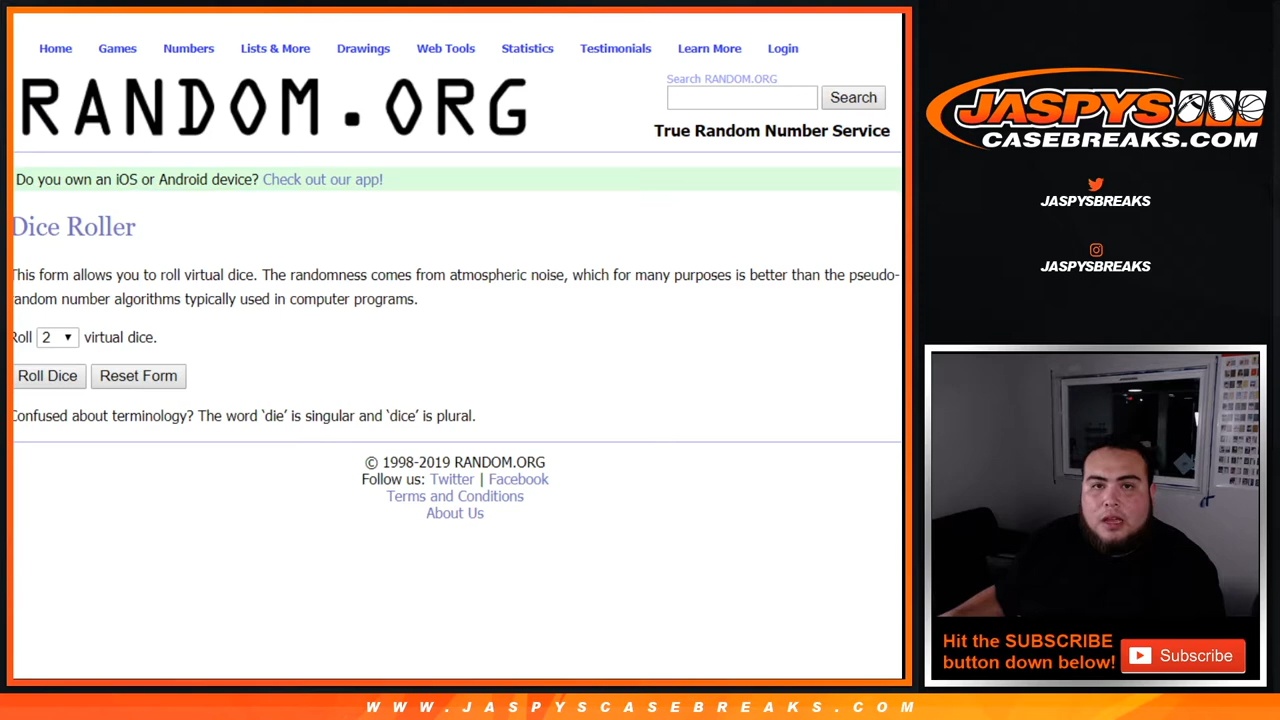 Home Games Numbers Lists & More Drawings Web Tools Statistics Testimonials Learn More Login
RANDOM.ORG
Search RANDOM.ORG
Search
True Random Number Service
Do you own an iOS or Android device? Check out our app!
Dice Roller
This form allows you to roll virtual dice. The randomness comes from atmospheric noise, which for many purposes is better than the pseudo-
random number algorithms typically used in computer programs.
Roll 2 virtual dice.
Roll Dice Reset Form
Confused about terminology? The word ‘die’ is singular and ‘dice’ is plural.
© 1998-2019 RANDOM.ORG
Follow us: Twitter | Facebook
Terms and Conditions
About Us
JASPYS
CASEBREAKS.COM
JASPYSBREAKS
JASPYSBREAKS
Hit the SUBSCRIBE
button down below!
Subscribe
WWW.JASPYSCASEBREAKS.COM